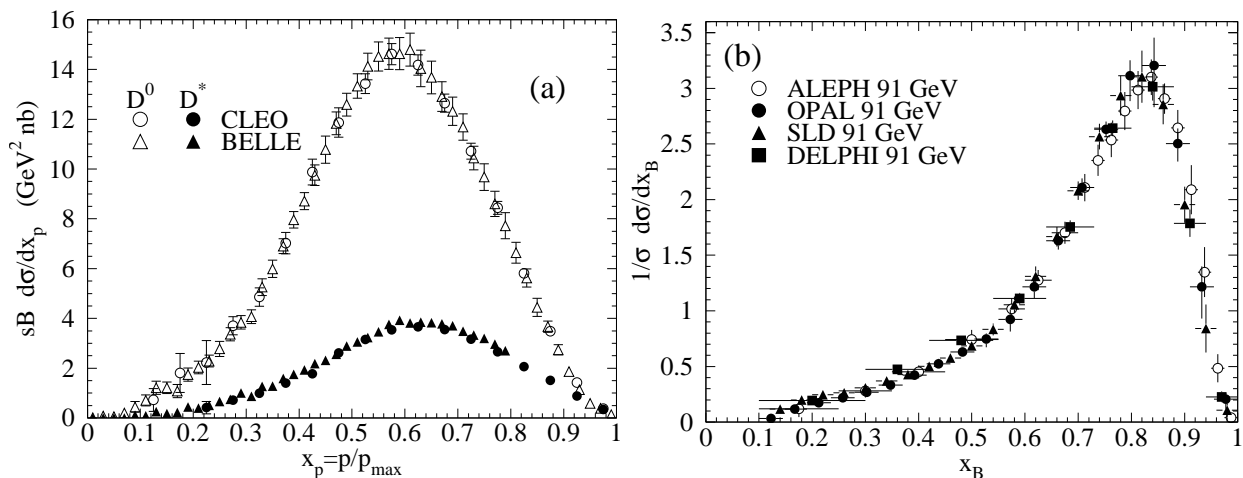 16
14
12
10
8
6
4
2
0
sB dσ/dx_p (GeV² nb)
(a)
D⁰ D*
CLEO
BELLE
0 0.1 0.2 0.3 0.4 0.5 0.6 0.7 0.8 0.9 1
x_p=p/p_max
3.5
3
2.5
2
1.5
1
0.5
0
1/σ dσ/dx_B
(b)
ALEPH 91 GeV
OPAL 91 GeV
SLD 91 GeV
DELPHI 91 GeV
0 0.1 0.2 0.3 0.4 0.5 0.6 0.7 0.8 0.9 1
x_B